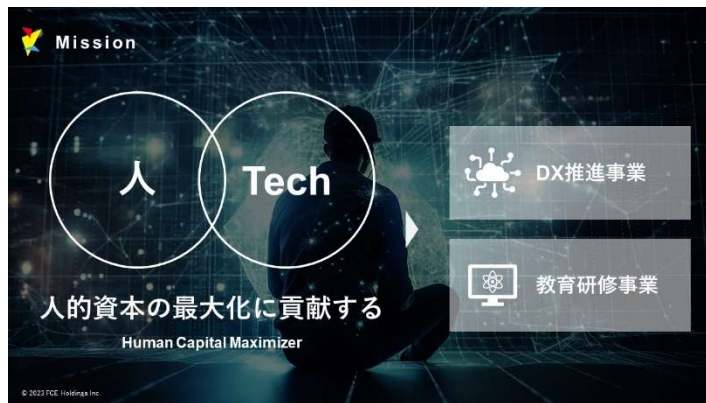 Mission
人
Tech
人的資本の最大化に貢献する
Human Capital Maximizer
DX推進事業
教育研修事業
© 2023 FCE Holdings Inc.